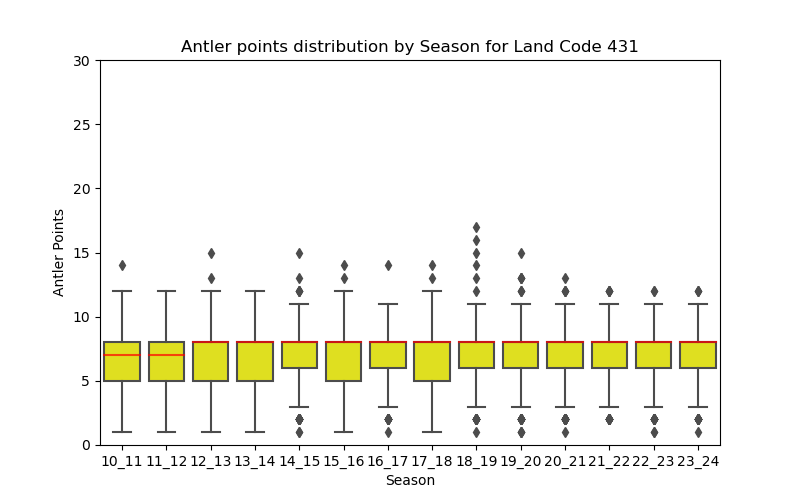 Antler points distribution by Season for Land Code 431
30
25
20
15
10
5
0
Antler Points
10_11 11_12 12_13 13_14 14_15 15_16 16_17 17_18 18_19 19_20 20_21 21_22 22_23 23_24
Season